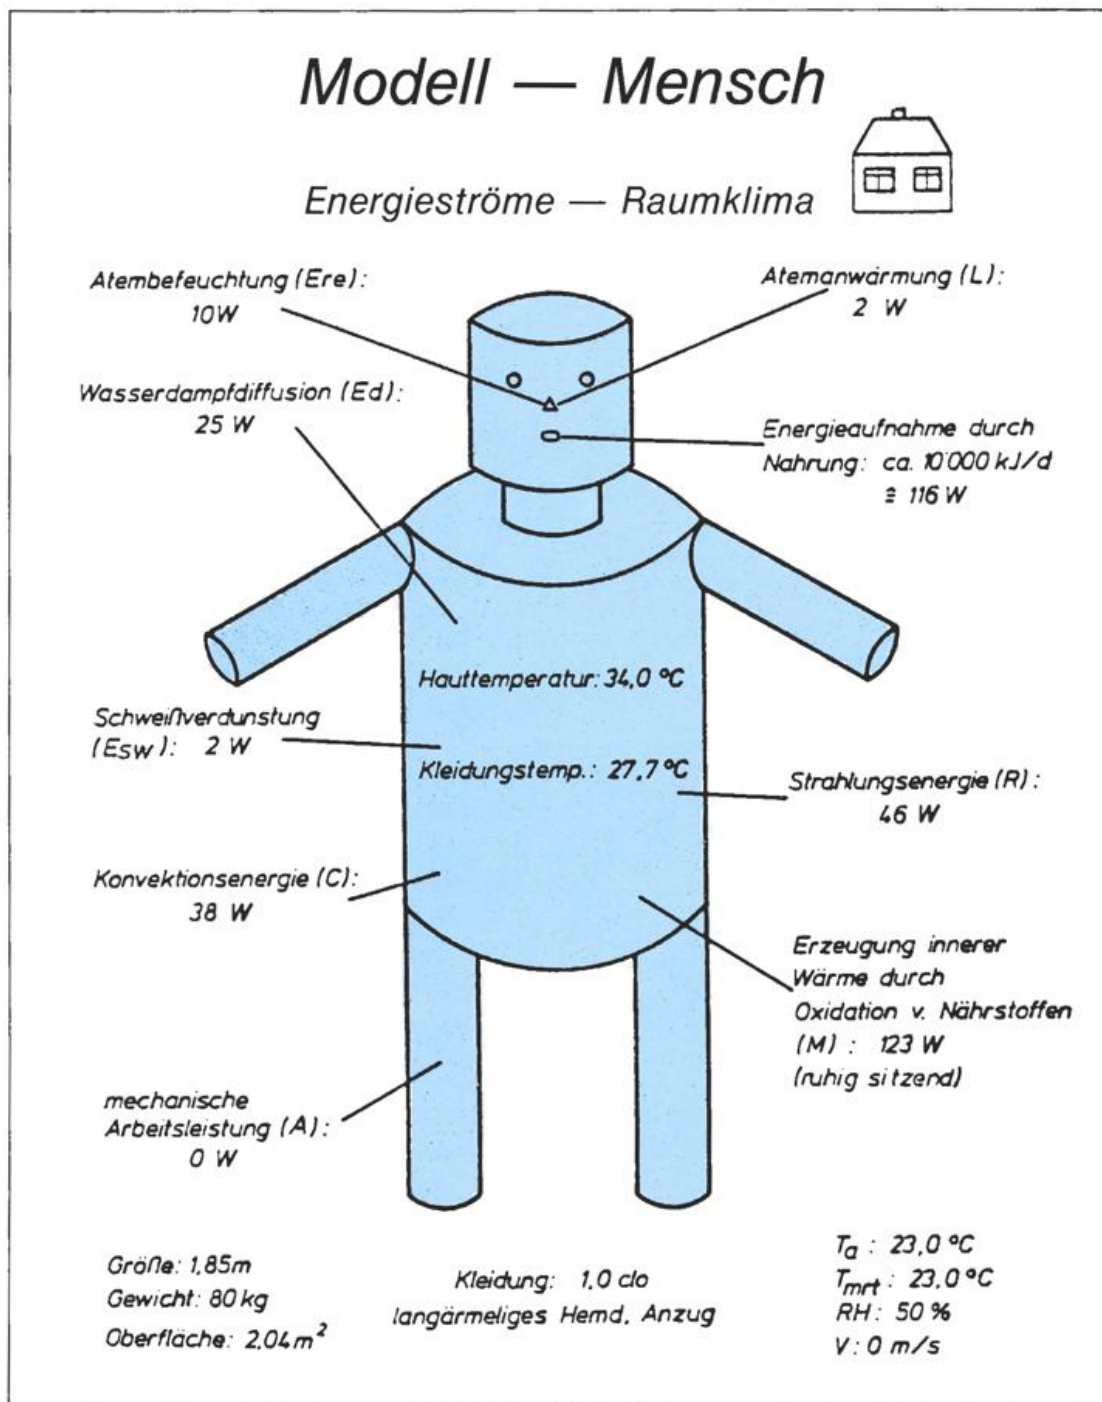 Modell — Mensch
Energieströme — Raumklima
Atembefeuchtung (Ere):
10W
Atemanwärmung (L):
2 W
Wasserdampfdiffusion (Ed):
25 W
Energieaufnahme durch
Nahrung: ca. 10'000 kJ/d
≙ 116 W
Hauttemperatur: 34,0 °C
Schweißverdunstung
(Esw): 2 W
Kleidungstemp.: 27,7 °C
Strahlungsenergie (R):
46 W
Konvektionsenergie (C):
38 W
Erzeugung innerer
Wärme durch
Oxidation v. Nährstoffen
(M) : 123 W
(ruhig sitzend)
mechanische
Arbeitsleistung (A):
0 W
Größe: 1,85m
Gewicht: 80 kg
Oberfläche: 2,04 m²
Kleidung: 1,0 clo
langärmeliges Hemd, Anzug
Ta : 23,0 °C
Tmrt : 23,0 °C
RH: 50 %
V: 0 m/s